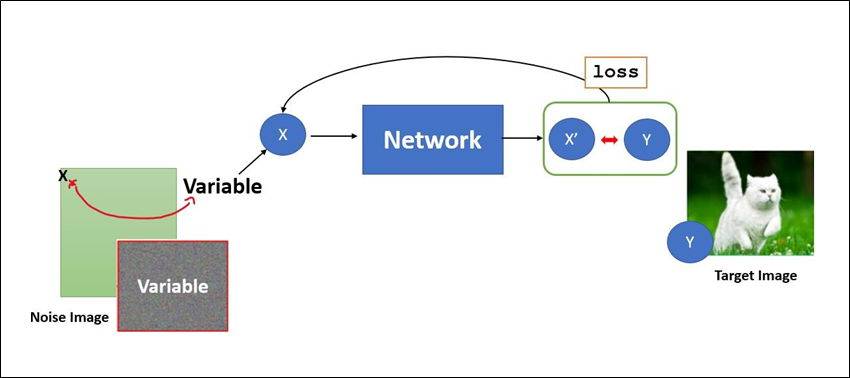 loss
X
Network
X’
Y
X
Variable
Variable
Noise Image
Y
Target Image